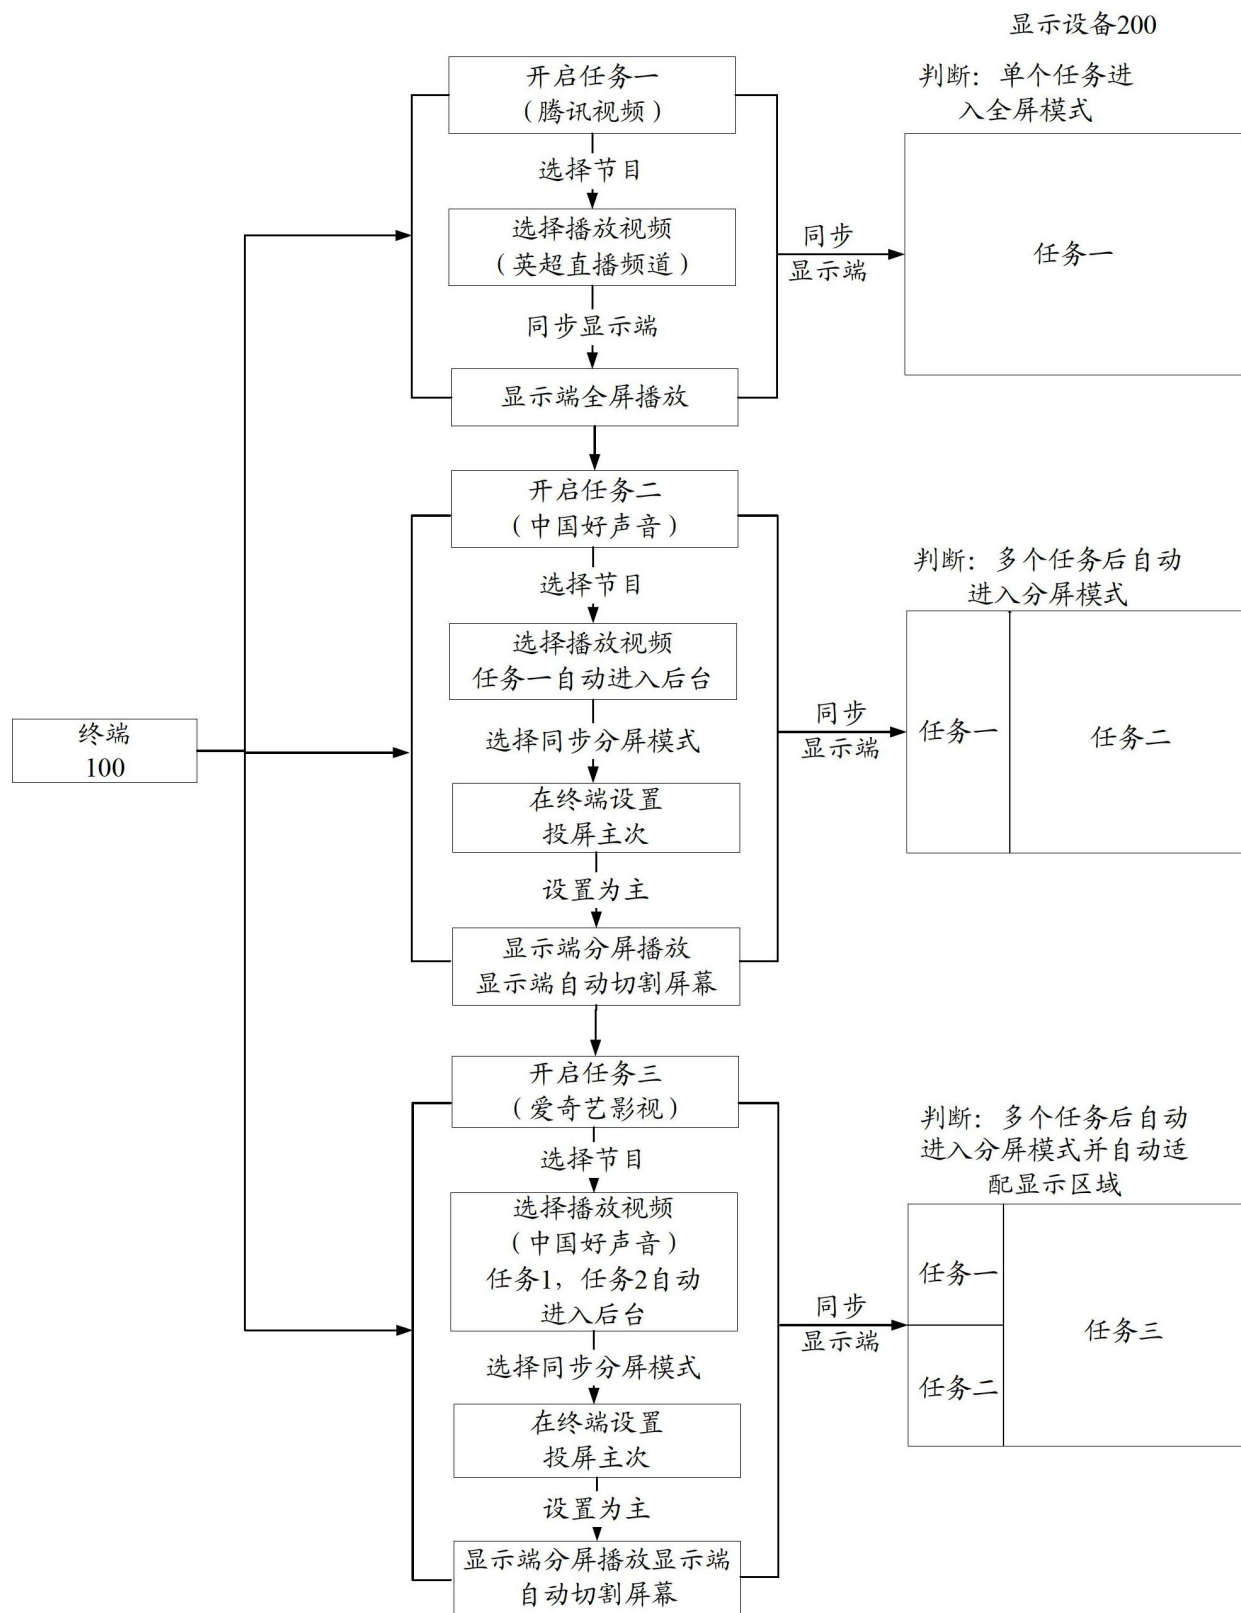 显示设备200
开启任务一
（腾讯视频）
判断：单个任务进
入全屏模式
选择节目
选择播放视频
（英超直播频道）
同步
显示端
任务一
同步显示端
显示端全屏播放
开启任务二
（中国好声音）
判断：多个任务后自动
进入分屏模式
选择节目
选择播放视频
任务一自动进入后台
终端
100
选择同步分屏模式
同步
显示端
任务一
任务二
在终端设置
投屏主次
设置为主
显示端分屏播放
显示端自动切割屏幕
开启任务三
（爱奇艺影视）
判断：多个任务后自动
进入分屏模式并自动适
配显示区域
选择节目
选择播放视频
（中国好声音）
任务1，任务2自动
进入后台
同步
显示端
任务一
任务二
任务三
选择同步分屏模式
在终端设置
投屏主次
设置为主
显示端分屏播放显示端
自动切割屏幕